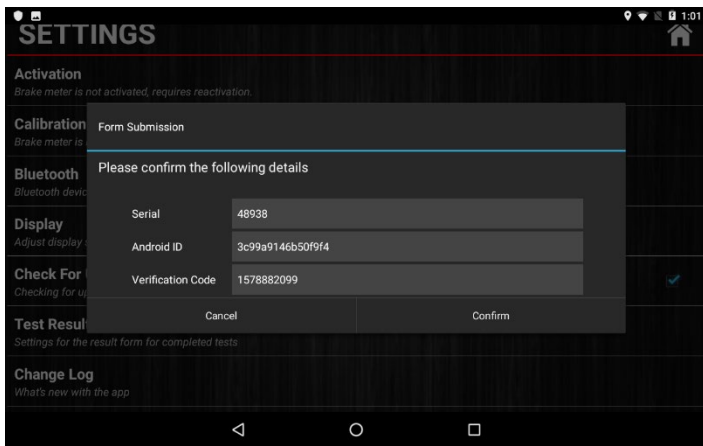 1:01
SETTINGS
Activation
Brake meter is not activated, requires reactivation.
Calibration
Brake meter is
Form Submission
Please confirm the following details
Bluetooth
Bluetooth devic
Serial 48938
Display
Adjust display
Android ID 3c99a9146b50f9f4
Check For
Checking for up
Verification Code 1578882099
Cancel Confirm
Test Resul
Settings for the result form for completed tests
Change Log
What's new with the app